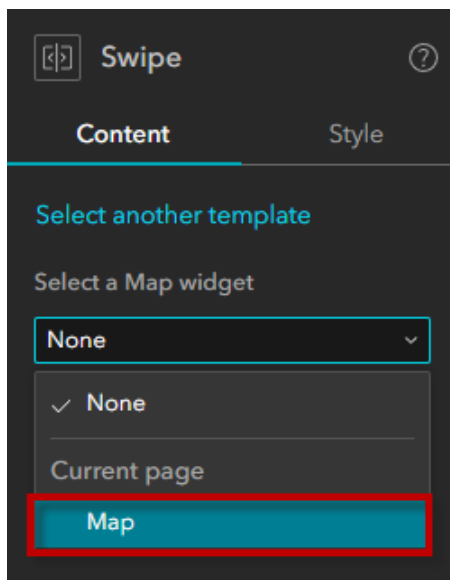 Swipe
?
Content Style
Select another template
Select a Map widget
None
None
Current page
Map